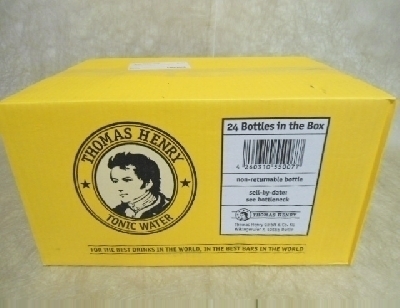 THOMAS HENRY
TONIC WATER
FOR THE BEST DRINKS IN THE WORLD, IN THE BEST BARS IN THE WORLD.
24 Bottles in the Box
non-returnable bottle
sell-by-date:
see bottleneck
THOMAS HENRY